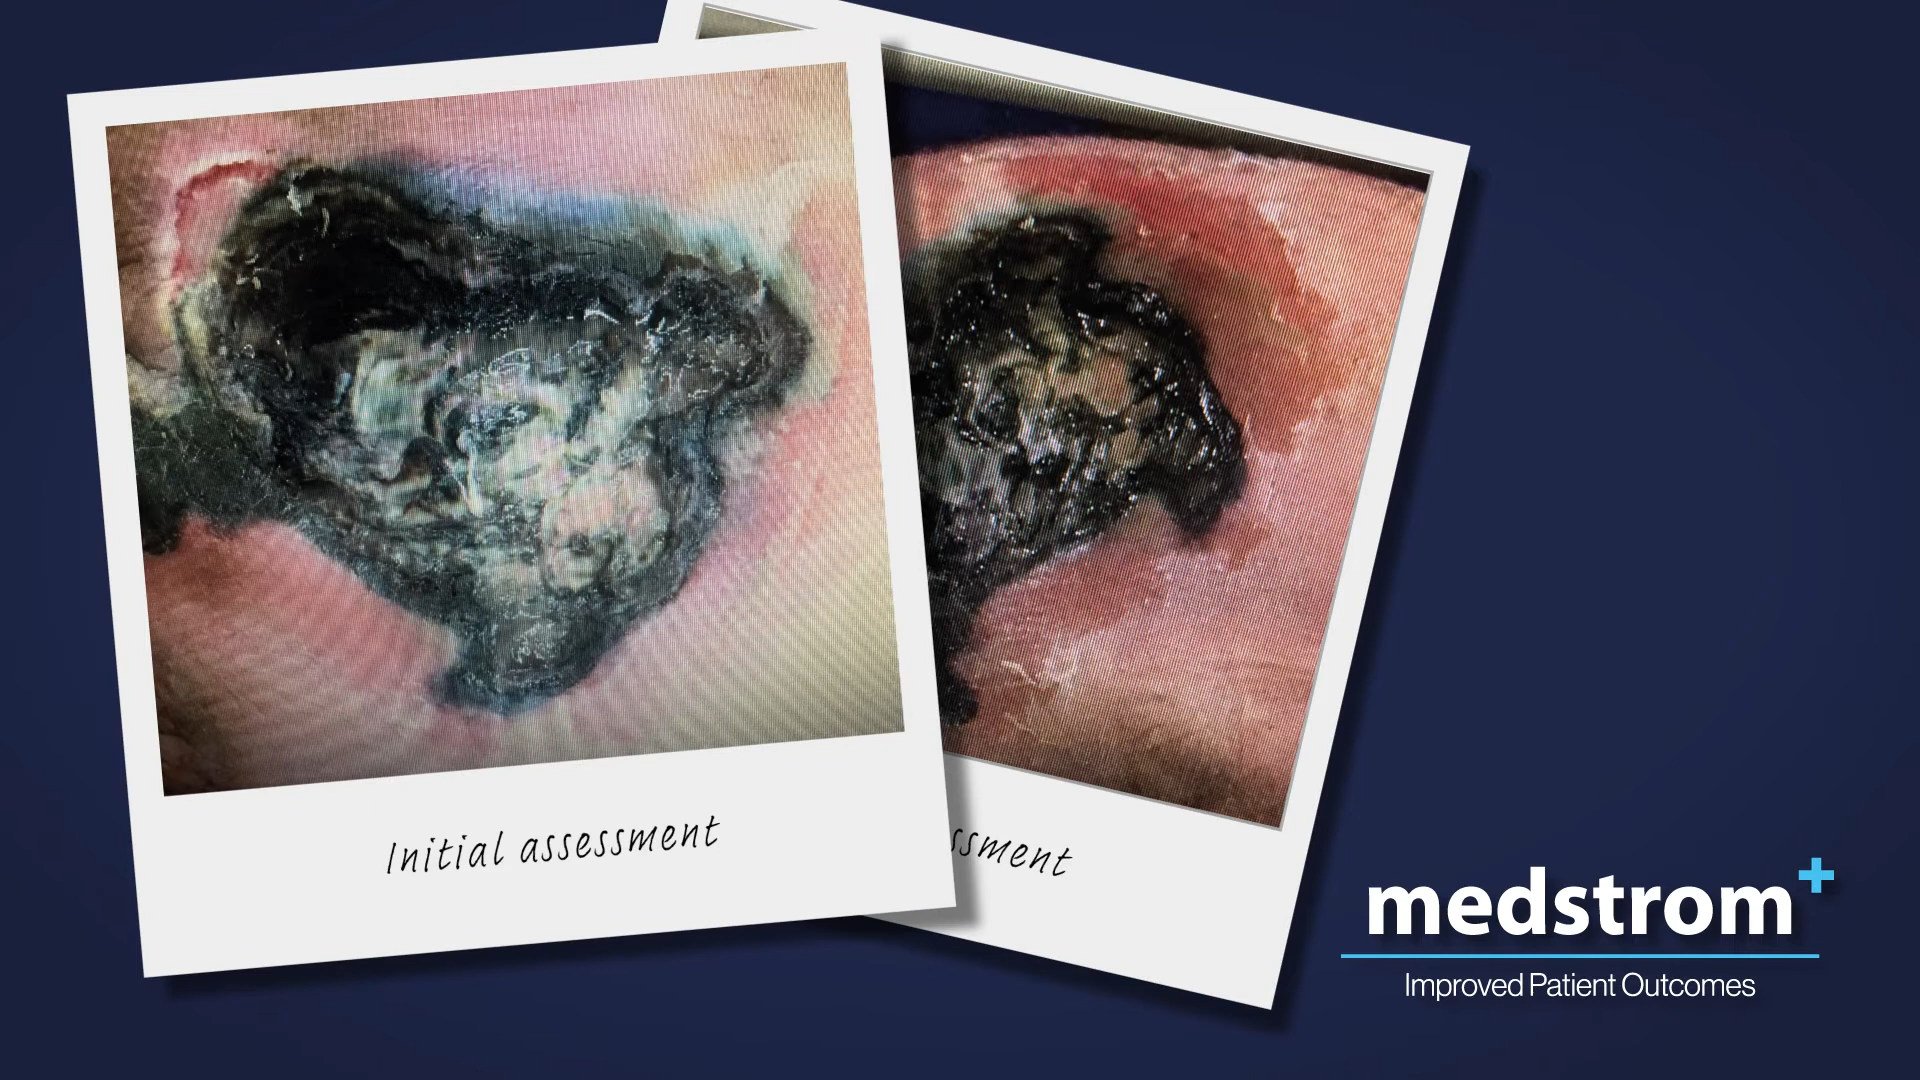 Initial assessment
ssment
medstrom+
Improved Patient Outcomes